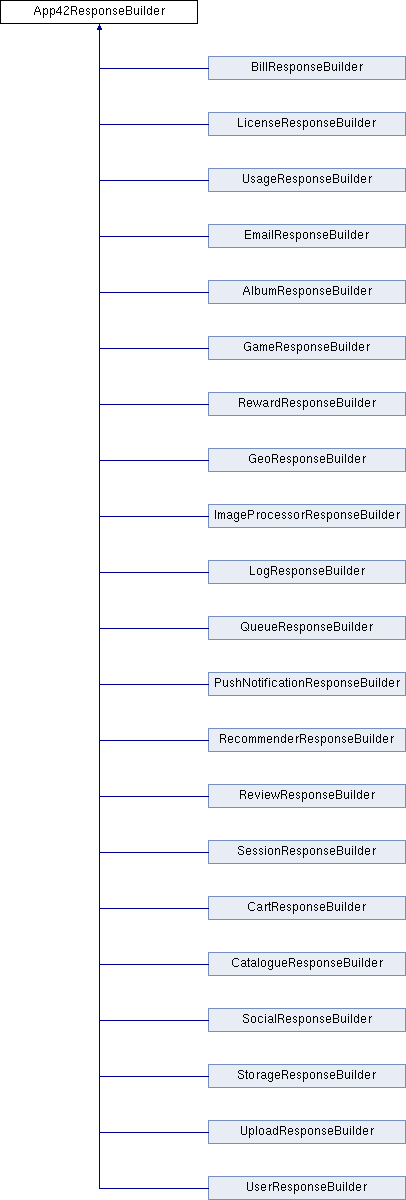 App42ResponseBuilder
BillResponseBuilder
LicenseResponseBuilder
UsageResponseBuilder
EmailResponseBuilder
AlbumResponseBuilder
GameResponseBuilder
RewardResponseBuilder
GeoResponseBuilder
ImageProcessorResponseBuilder
LogResponseBuilder
QueueResponseBuilder
PushNotificationResponseBuilder
RecommenderResponseBuilder
ReviewResponseBuilder
SessionResponseBuilder
CartResponseBuilder
CatalogueResponseBuilder
SocialResponseBuilder
StorageResponseBuilder
UploadResponseBuilder
UserResponseBuilder